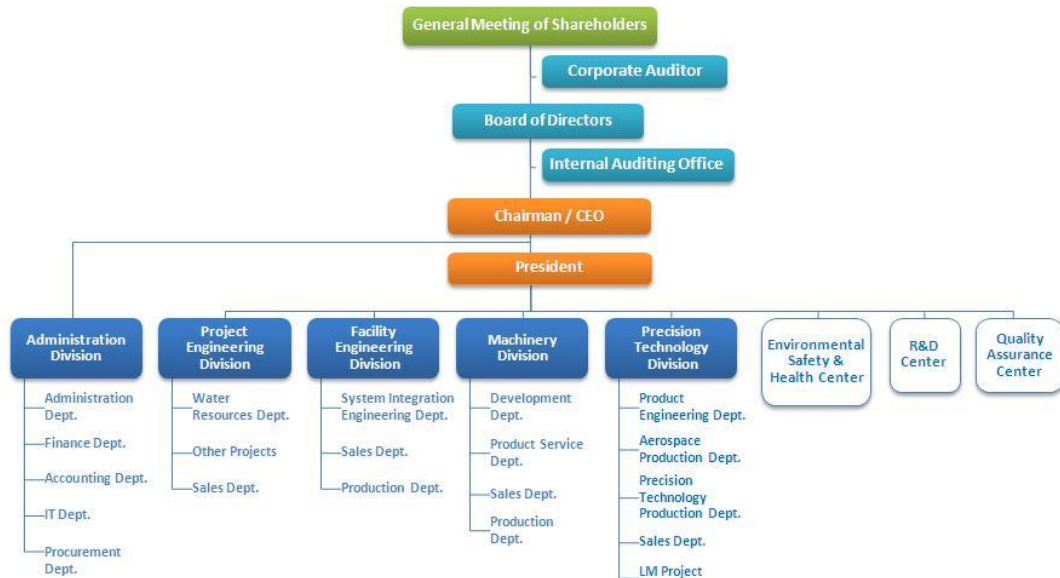 General Meeting of Shareholders
Corporate Auditor
Board of Directors
Internal Auditing Office
Chairman / CEO
President
Administration
Division
Project
Engineering
Division
Facility
Engineering
Division
Machinery
Division
Precision
Technology
Division
Environmental
Safety &
Health Center
R&D
Center
Quality
Assurance
Center
Administration
Dept.
Finance Dept.
Accounting Dept.
IT Dept.
Procurement
Dept.
Water
Resources Dept.
Other Projects
Sales Dept.
System Integration
Engineering Dept.
Sales Dept.
Production Dept.
Development
Dept.
Product Service
Dept.
Sales Dept.
Production
Dept.
Product
Engineering Dept.
Aerospace
Production Dept.
Precision
Technology
Production Dept.
Sales Dept.
LM Project